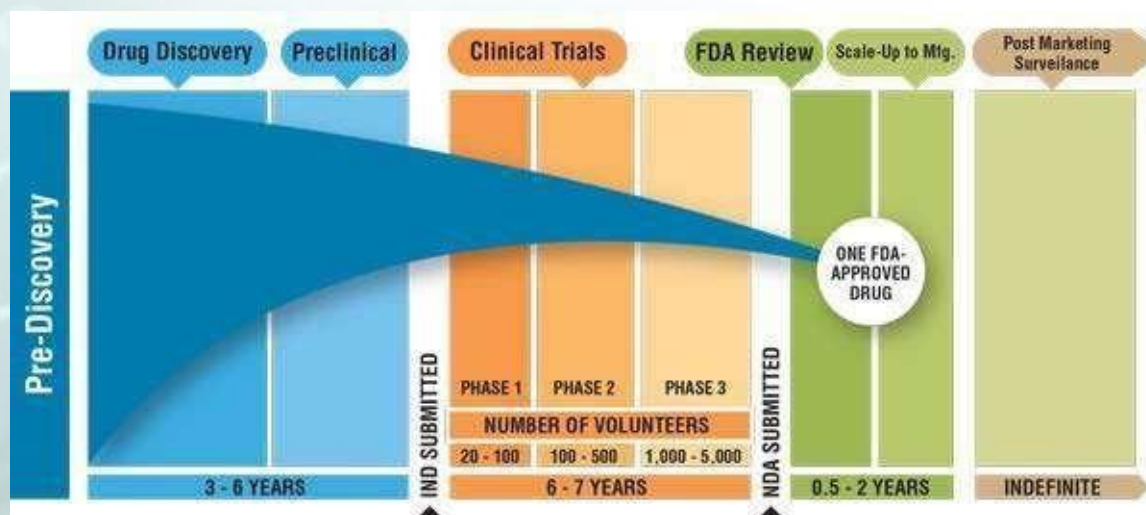 Drug Discovery
Preclinical
Clinical Trials
FDA Review
Scale-Up to Mfg.
Post Marketing
Surveilance
Pre-Discovery
ONE FDA-
APPROVED
DRUG
IND SUBMITTED
NDA SUBMITTED
PHASE 1
PHASE 2
PHASE 3
NUMBER OF VOLUNTEERS
20 - 100
100 - 500
1,000 - 5,000
3 - 6 YEARS
6 - 7 YEARS
0.5 - 2 YEARS
INDEFINITE